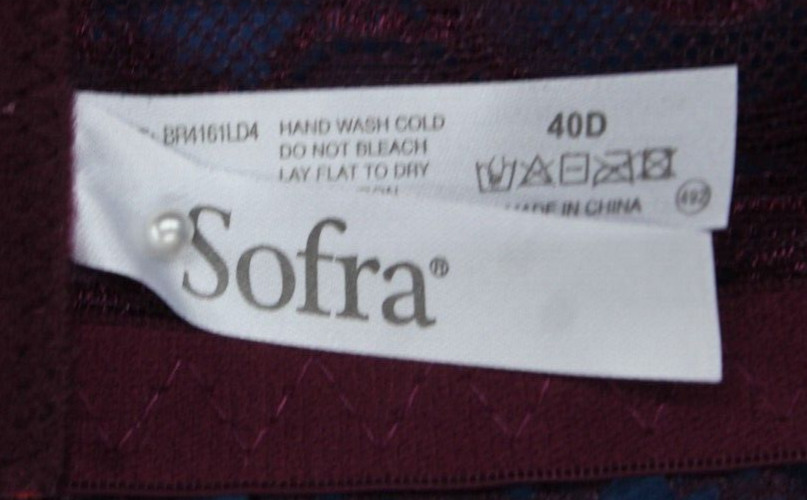 BR4161LD4
HAND WASH COLD
DO NOT BLEACH
LAY FLAT TO DRY
40D
MADE IN CHINA
492
Sofra®